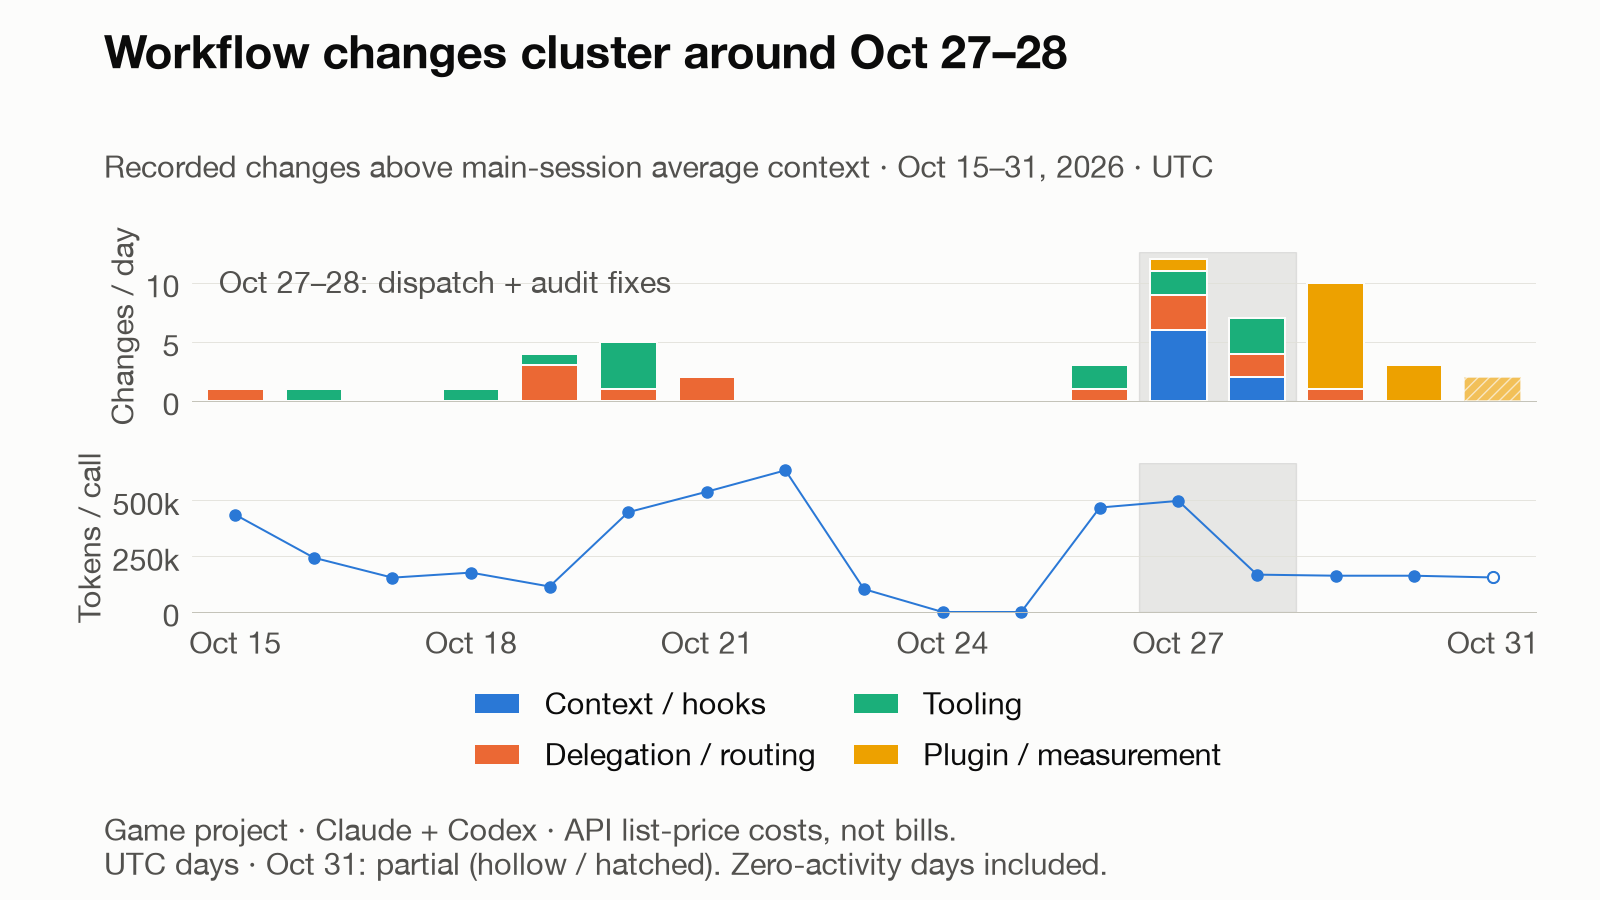 Workflow changes cluster around Oct 27–28
Recorded changes above main-session average context · Oct 15–31, 2026 · UTC
Changes / day
10
5
0
Oct 27–28: dispatch + audit fixes
Tokens / call
500k
250k
0
Oct 15
Oct 18
Oct 21
Oct 24
Oct 27
Oct 31
Context / hooks
Tooling
Delegation / routing
Plugin / measurement
Game project · Claude + Codex · API list-price costs, not bills.
UTC days · Oct 31: partial (hollow / hatched). Zero-activity days included.